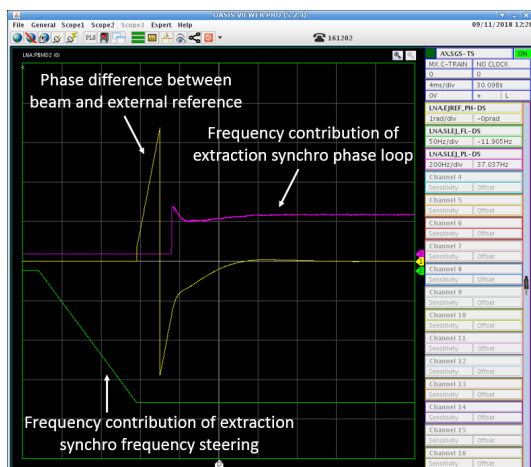 OASIS VIEWER PRO (5.2.4)
File General Scope1 Scope2 Scope3 Expert Help 09/11/2018 12:20
PLS 161202
LNA:PBMD2 (0)
Phase difference between
beam and external reference
Frequency contribution of
extraction synchro phase loop
Frequency contribution of extraction
synchro frequency steering
AX.SGS-TS ON
MX.C-TRAIN NO CLOCK
0 0
4ms/div 30.098s
0V + L
LNA.EJREF_PH-DS
1rad/div -0prad
LNA.SLEJ_FL-DS
50Hz/div -11.905Hz
LNA.SLEJ_PL-DS
200Hz/div 37.037Hz
Channel 4
Sensitivity Offset
Channel 5
Sensitivity Offset
Channel 6
Sensitivity Offset
Channel 7
Sensitivity Offset
Channel 8
Sensitivity Offset
Channel 9
Sensitivity Offset
Channel 10
Sensitivity Offset
Channel 11
Sensitivity Offset
Channel 12
Sensitivity Offset
Channel 13
Sensitivity Offset
Channel 14
Sensitivity Offset
Channel 15
Sensitivity Offset
Channel 16
Sensitivity Offset